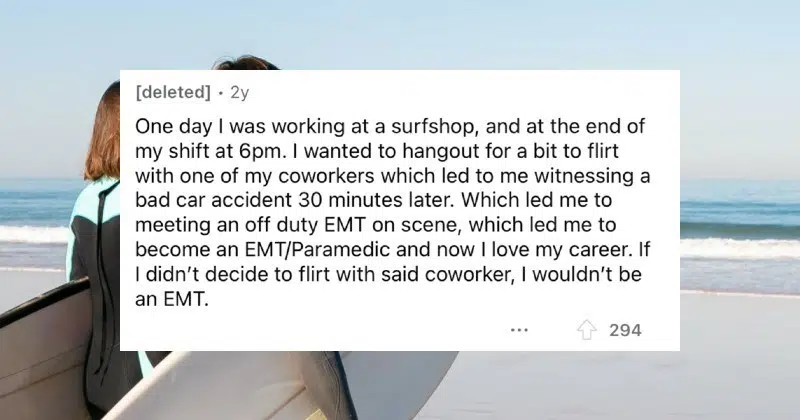 [deleted] · 2y
One day I was working at a surfshop, and at the end of
my shift at 6pm. I wanted to hangout for a bit to flirt
with one of my coworkers which led to me witnessing a
bad car accident 30 minutes later. Which led me to
meeting an off duty EMT on scene, which led me to
become an EMT/Paramedic and now I love my career. If
I didn't decide to flirt with said coworker, I wouldn't be
an EMT.
... 294